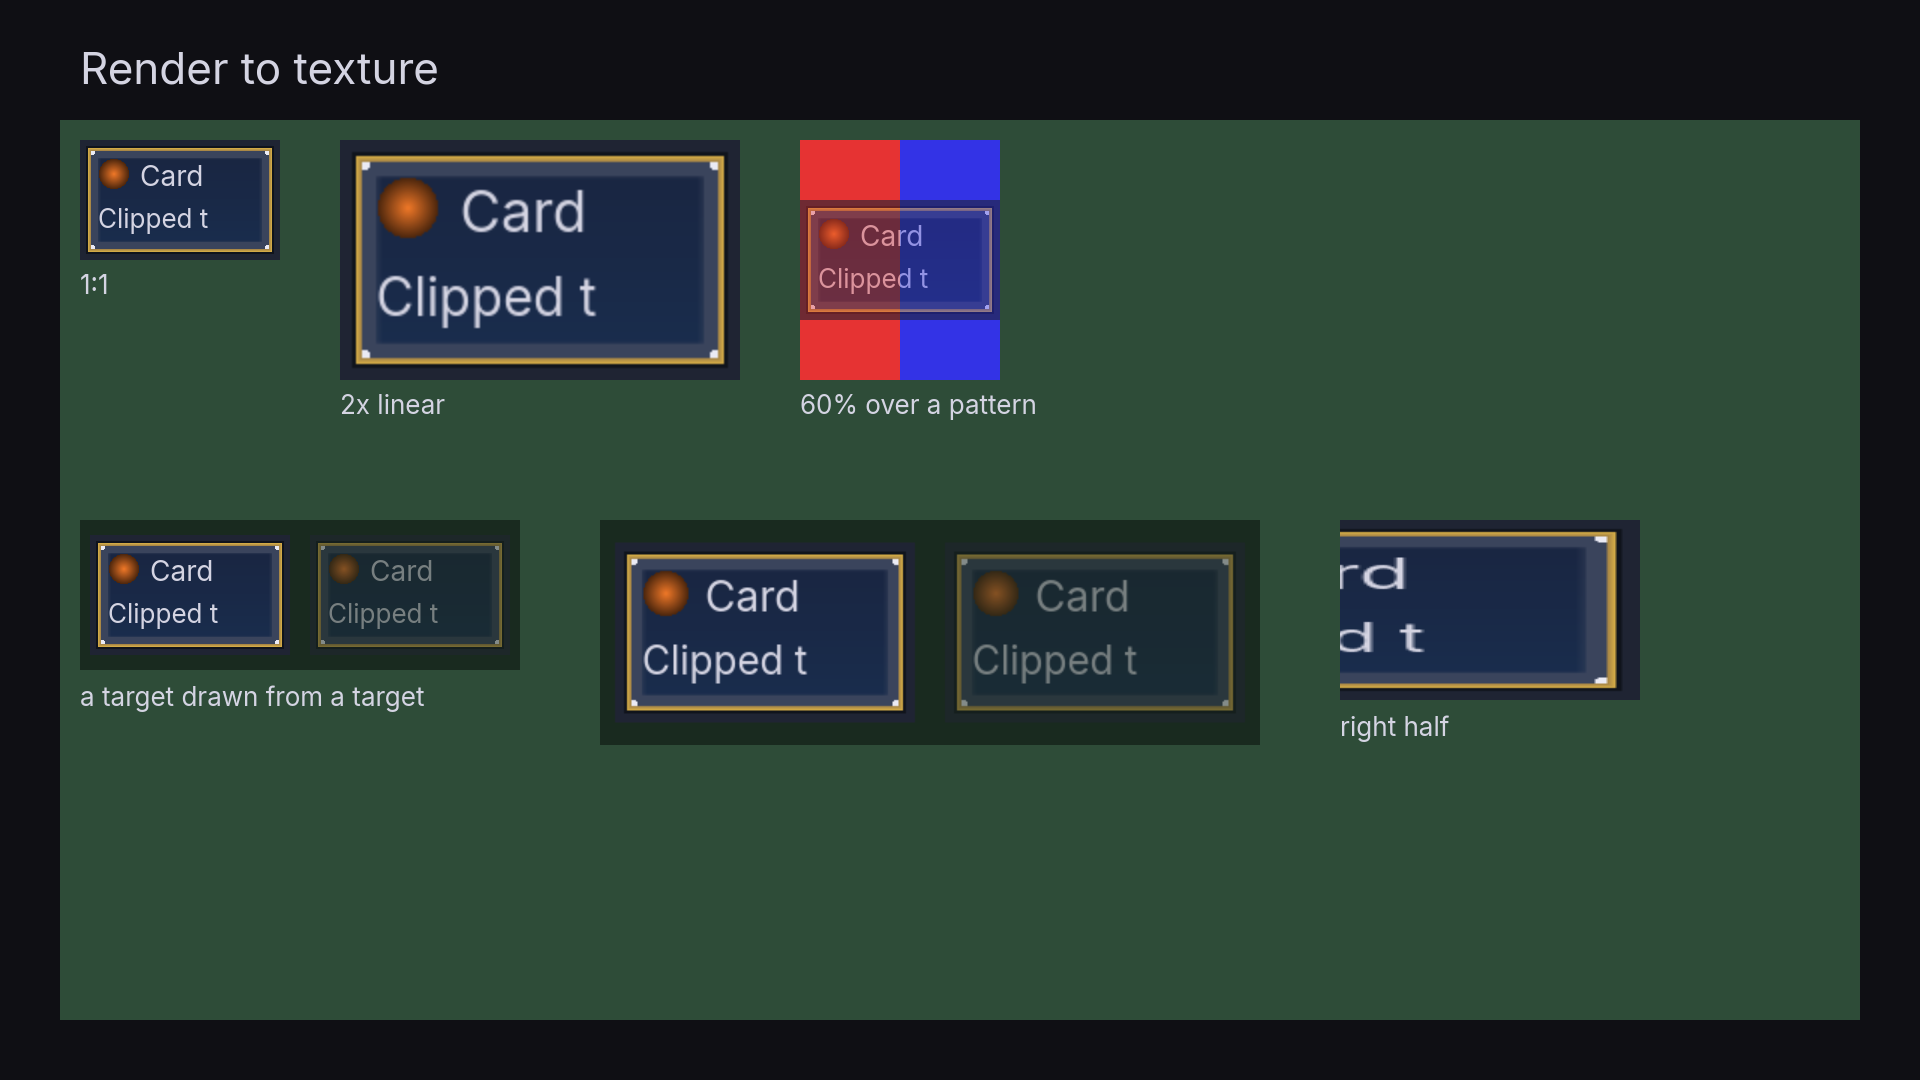 Render to texture
Card
Clipped t
1:1
Card
Clipped t
2x linear
Card
Clipped t
60% over a pattern
Card
Clipped t
Card
Clipped t
a target drawn from a target
Card
Clipped t
Card
Clipped t
rd
d t
right half